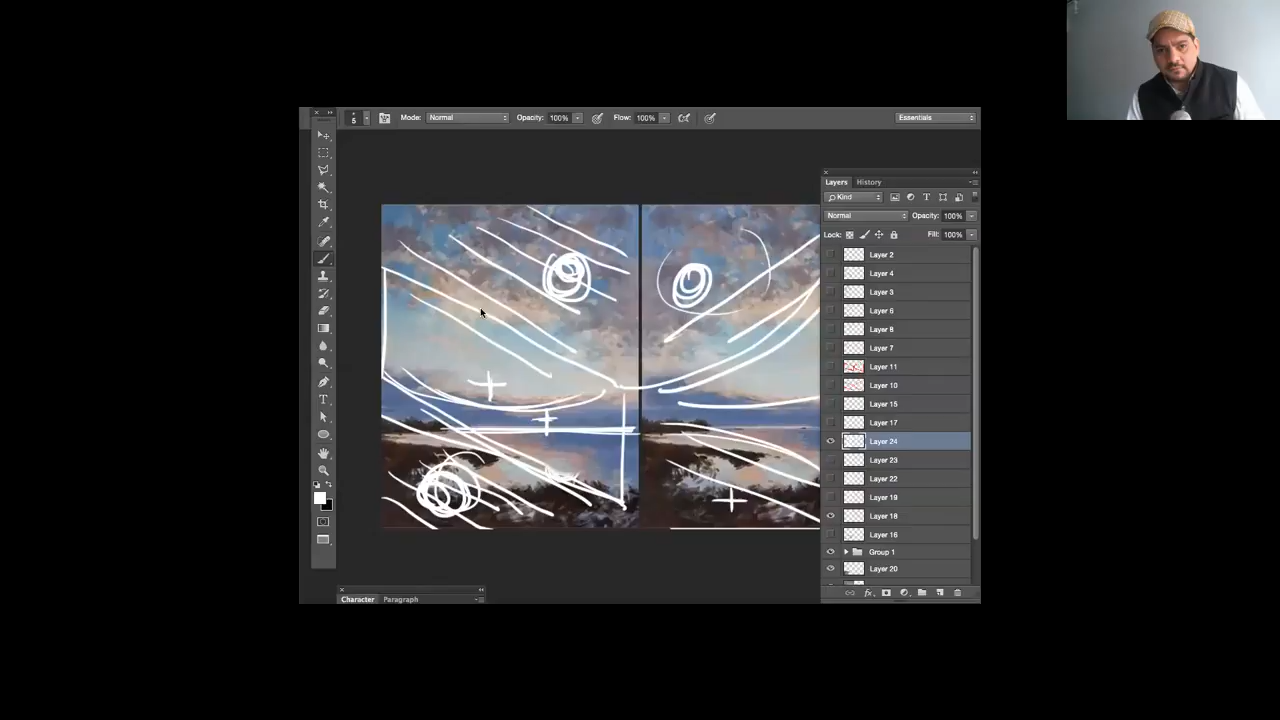 5 Mode: Normal Opacity: 100% Flow: 100% Essentials
Layers History
Kind
Normal Opacity: 100%
Lock: Fill: 100%
Layer 2
Layer 4
Layer 3
Layer 6
Layer 8
Layer 7
Layer 11
Layer 10
Layer 15
Layer 17
Layer 24
Layer 23
Layer 22
Layer 19
Layer 18
Layer 16
Group 1
Layer 20
fx
Character Paragraph